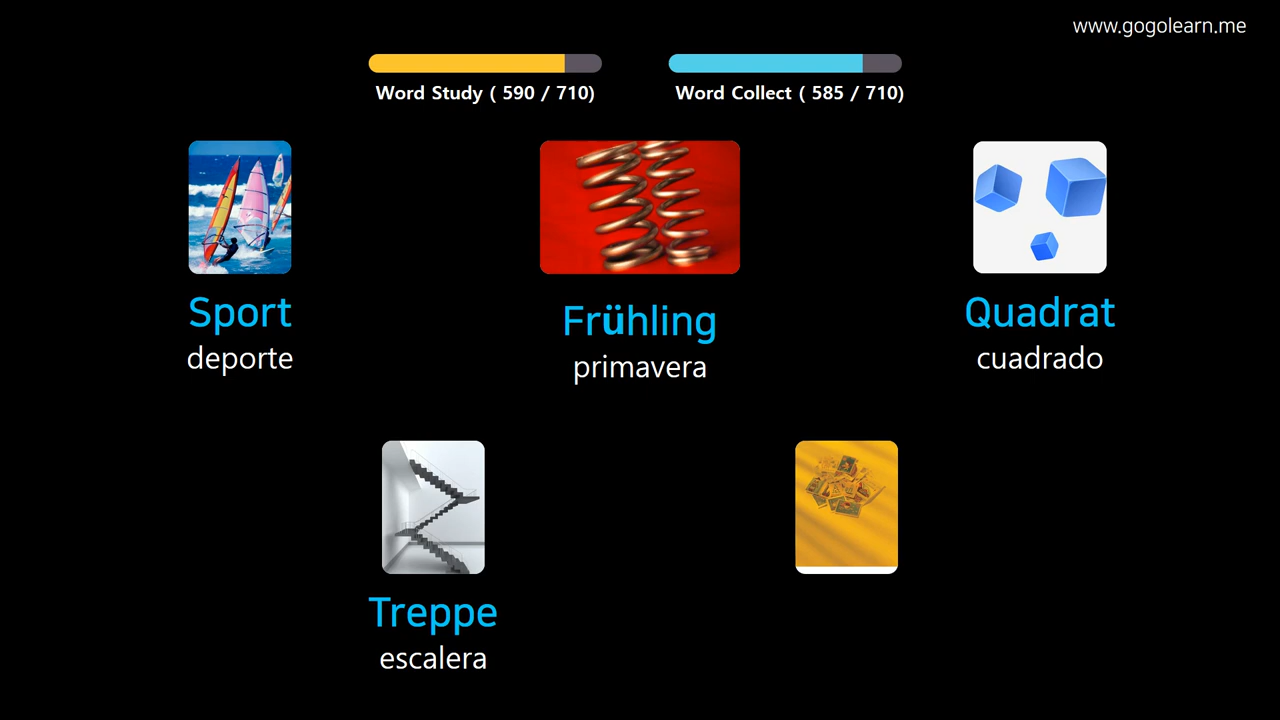 www.gogolearn.me
Word Study ( 590 / 710)
Word Collect ( 585 / 710)
Sport
deporte
Frühling
primavera
Quadrat
cuadrado
Treppe
escalera